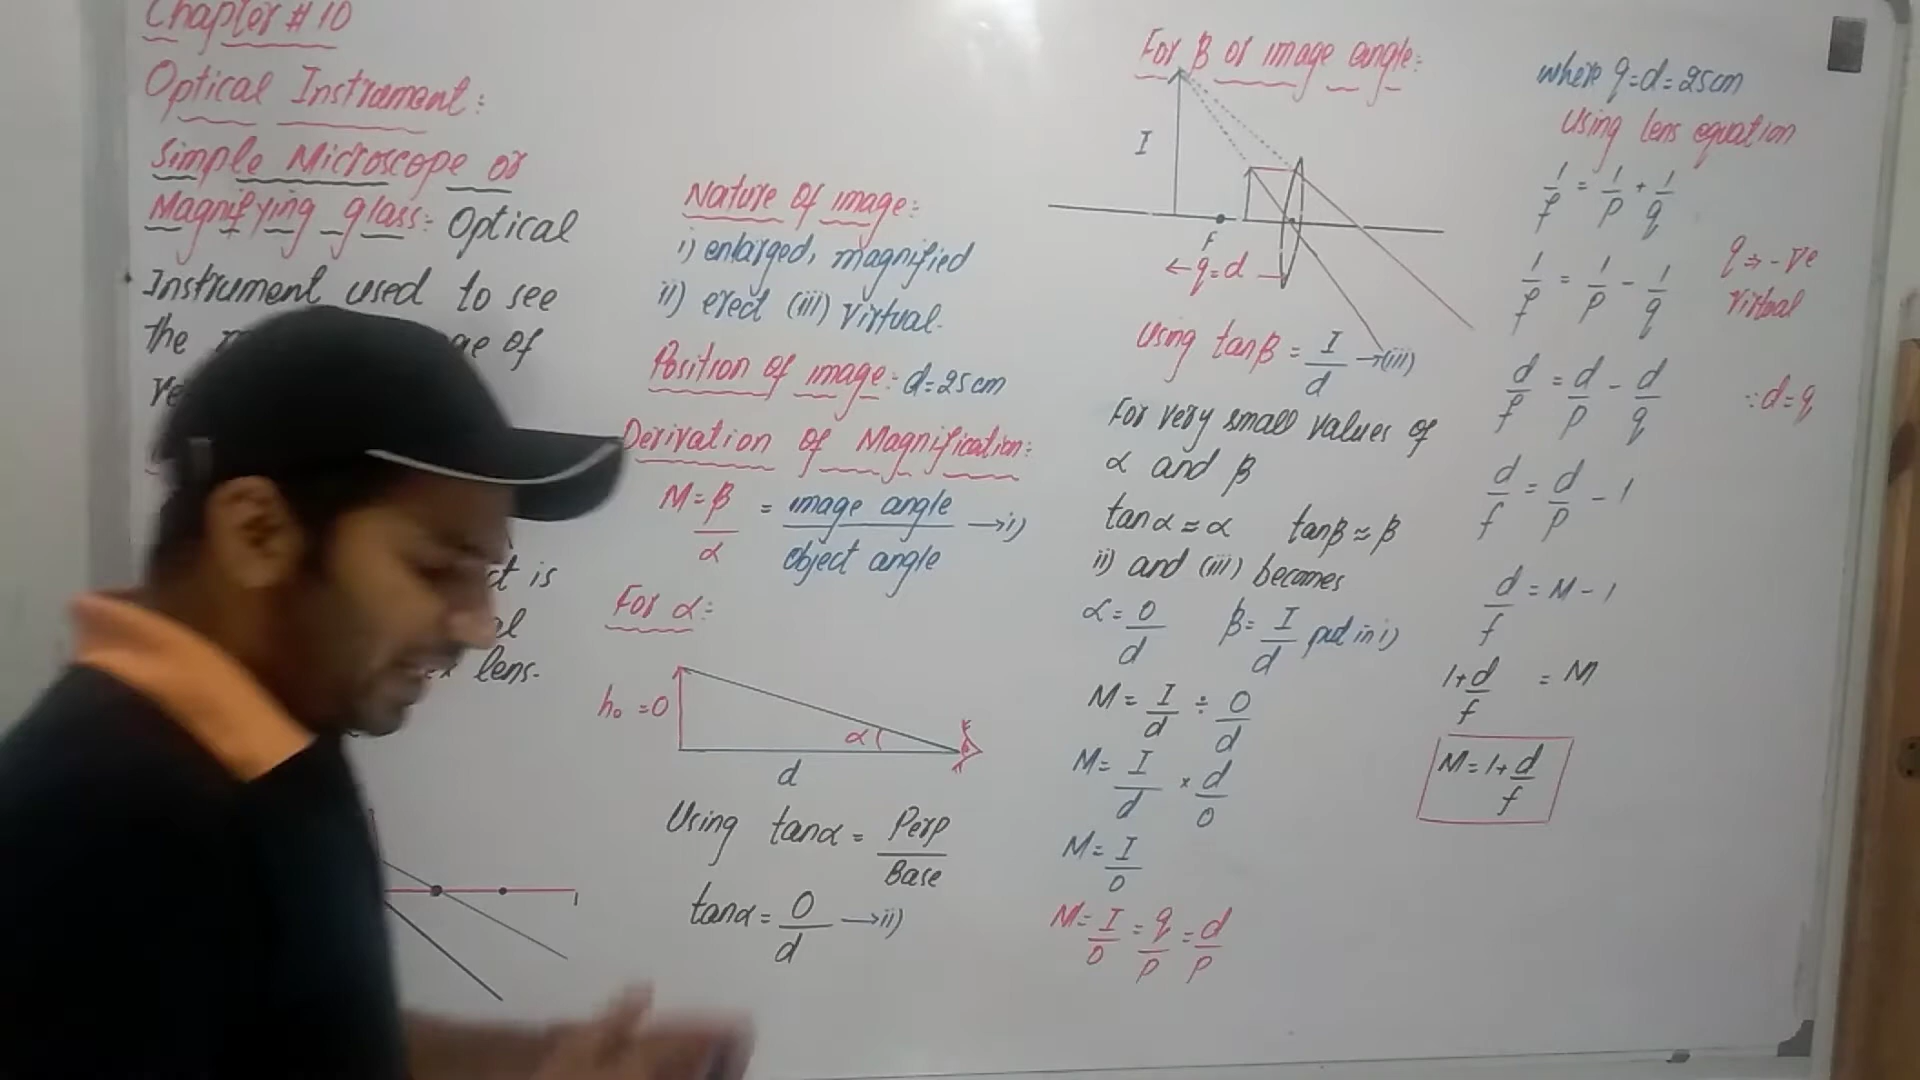 Chapter # 10
Optical Instrument:
Simple Microscope or
Magnifying glass:- Optical
Instrument used to see
the
of
is
lens.
Nature Of image:-
i) enlarged, magnified
ii) erect (iii) Virtual.
Position of image:- d=25cm
Derivation of Magnification:-
M = β/α = image angle/object angle →i)
For α:-
h₀ = O
α
d
Using tanα = Perp/Base
tanα = O/d →ii)
For β or image angle:-
I
F
← q=d →
Using tanβ = I/d →(iii)
For very small values of
α and β
tanα ≈ α tanβ ≈ β
ii) and (iii) becomes
α = O/d β = I/d put in i)
M = I/d ÷ O/d
M = I/d × d/O
M = I/O
M = I/O = q/p = d/p
where q=d=25cm
Using lens equation
1/f = 1/p + 1/q
1/f = 1/p - 1/q
q ⇒ -ve
virtual
d/f = d/p - d/q ∵ d=q
d/f = d/p - 1
d/f = M - 1
1+d/f = M
M = 1+d/f